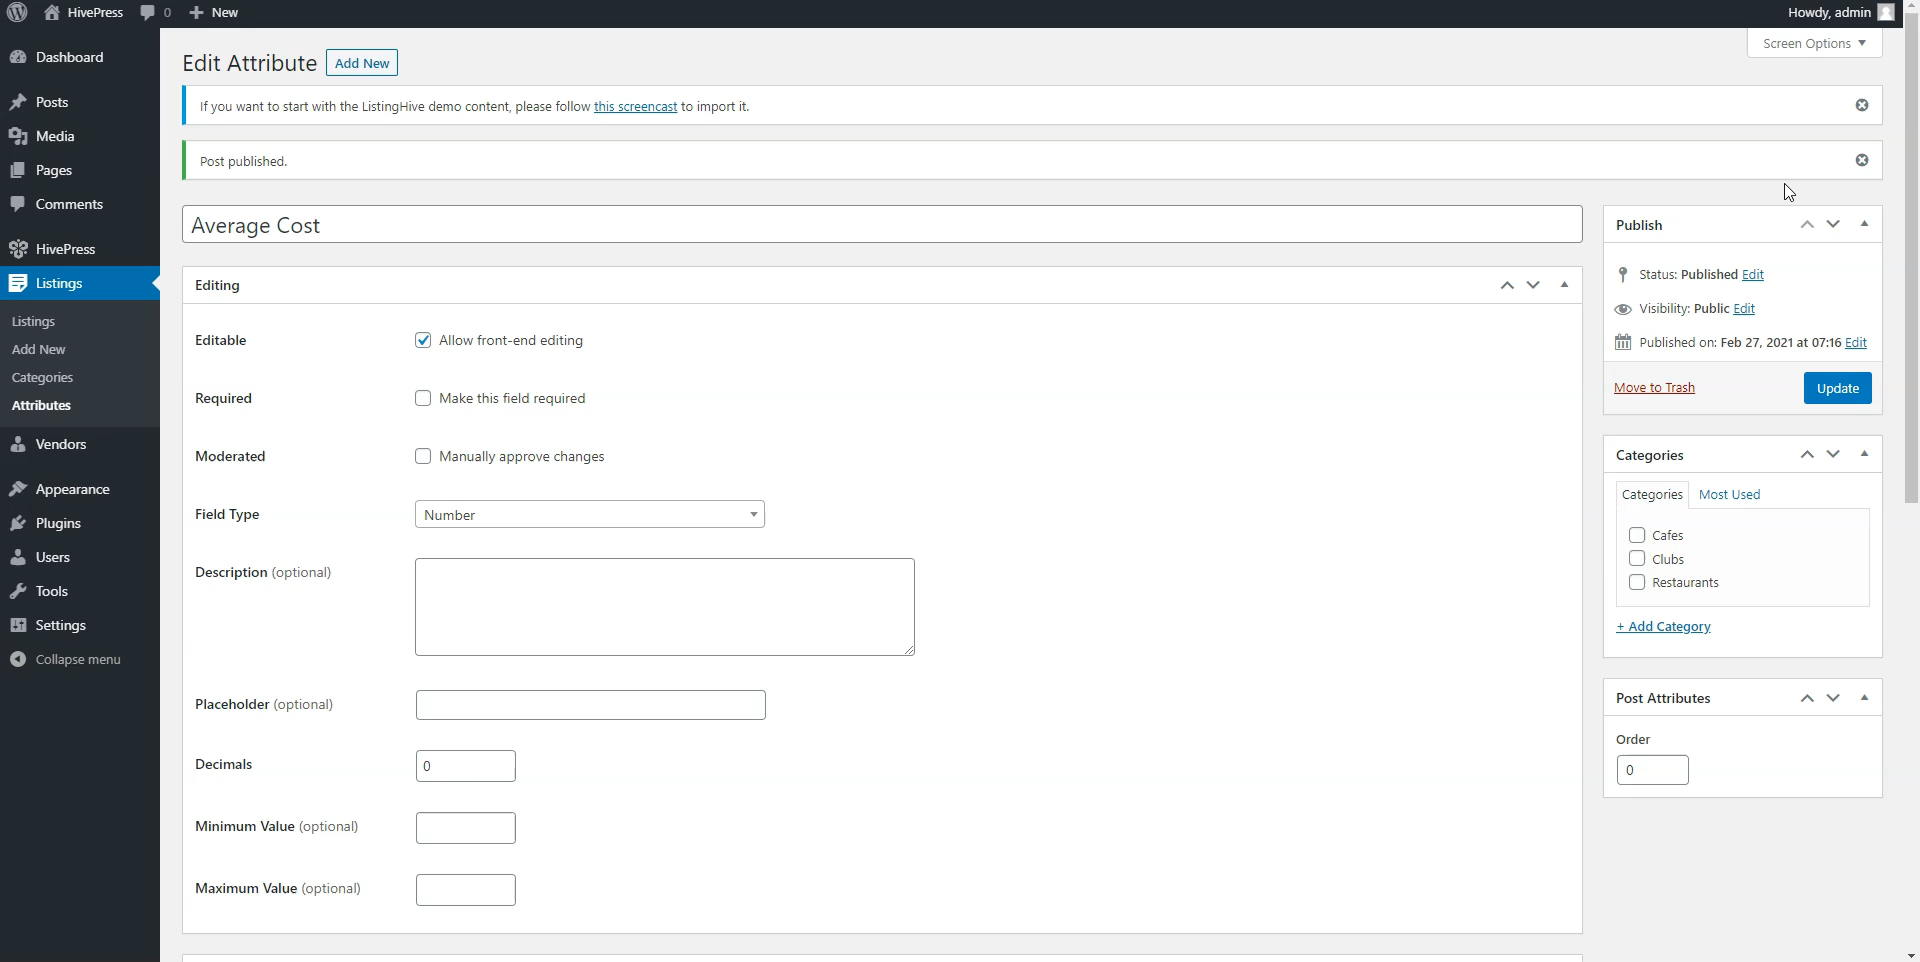 HivePress
0
New
Howdy, admin
Screen Options
Dashboard
Posts
Media
Pages
Comments
HivePress
Listings
Listings
Add New
Categories
Attributes
Vendors
Appearance
Plugins
Users
Tools
Settings
Collapse menu
Edit Attribute
Add New
If you want to start with the ListingHive demo content, please follow this screencast to import it.
Post published.
Average Cost
Editing
Editable
Allow front-end editing
Required
Make this field required
Moderated
Manually approve changes
Field Type
Number
Description (optional)
Placeholder (optional)
Decimals
0
Minimum Value (optional)
Maximum Value (optional)
Publish
Status: Published Edit
Visibility: Public Edit
Published on: Feb 27, 2021 at 07:16 Edit
Move to Trash
Update
Categories
Categories
Most Used
Cafes
Clubs
Restaurants
+ Add Category
Post Attributes
Order
0